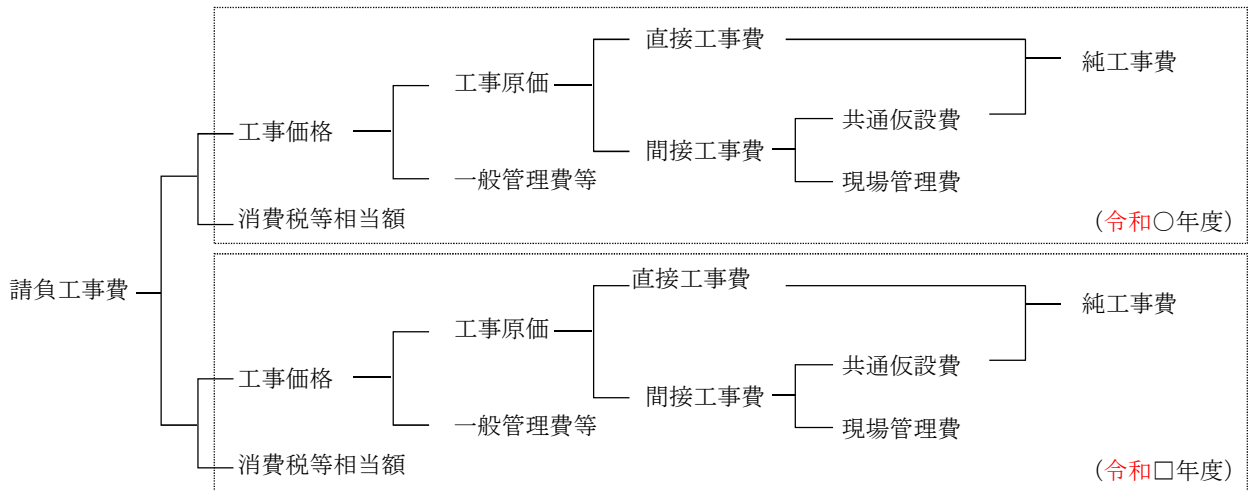 直接工事費
純工事費
工事原価
共通仮設費
工事価格
間接工事費
一般管理費等
現場管理費
消費税等相当額
(令和○年度)
請負工事費
直接工事費
純工事費
工事原価
共通仮設費
工事価格
間接工事費
一般管理費等
現場管理費
消費税等相当額
(令和□年度)